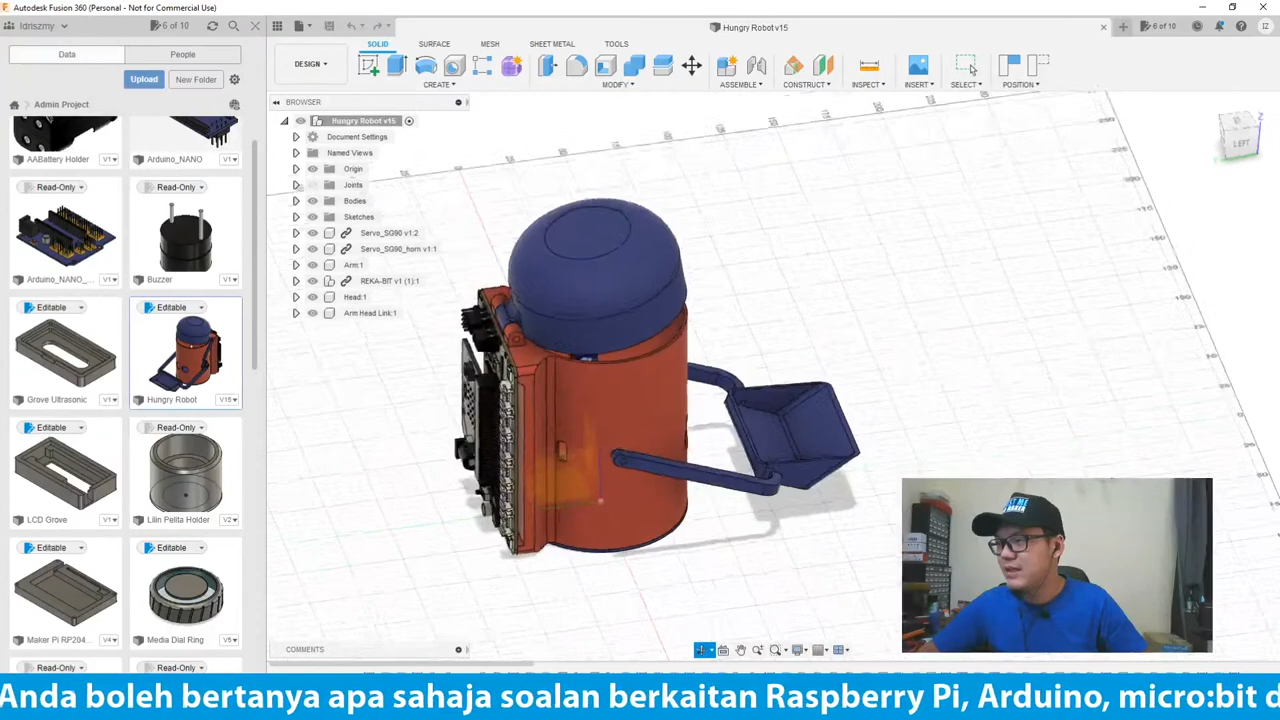 Autodesk Fusion 360 (Personal - Not for Commercial Use)
Idriszmy
6 of 10
Hungry Robot v15
6 of 10
IZ
Data
People
Upload
New Folder
Admin Project
DESIGN
SOLID
SURFACE
MESH
SHEET METAL
TOOLS
CREATE
MODIFY
ASSEMBLE
CONSTRUCT
INSPECT
INSERT
SELECT
POSITION
BROWSER
Hungry Robot v15
Document Settings
Named Views
Origin
Joints
Bodies
Sketches
Servo_SG90 v1:2
Servo_SG90_horn v1:1
Arm:1
REKA-BIT v1 (1):1
Head:1
Arm Head Link:1
AABattery Holder
V1
Arduino_NANO
V1
Read-Only
Read-Only
Arduino_NANO_...
V1
Buzzer
V1
Editable
Editable
Grove Ultrasonic
V1
Hungry Robot
V15
Editable
Read-Only
LCD Grove
V1
Lilin Pelita Holder
V2
Editable
Editable
Maker Pi RP204...
V4
Media Dial Ring
V5
Read-Only
Read-Only
LEFT
COMMENTS
Anda boleh bertanya apa sahaja soalan berkaitan Raspberry Pi, Arduino, micro:bit d